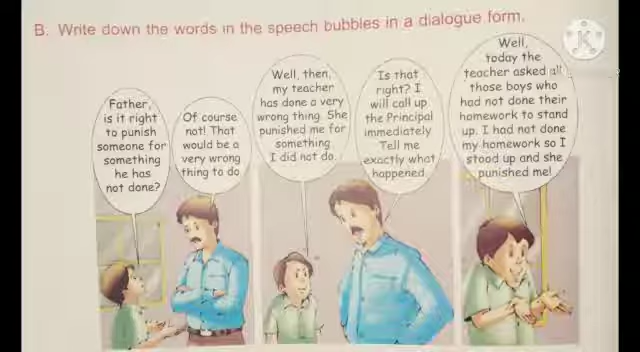 B. Write down the words in the speech bubbles in a dialogue form.
Father,
is it right
to punish
someone for
something
he has
not done?
Of course
not! That
would be a
very wrong
thing to do
Well, then,
my teacher
has done a very
wrong thing. She
punished me for
something
I did not do.
Is that
right? I
will call up
the Principal
immediately
Tell me
exactly what
happened
Well,
today the
teacher asked all
those boys who
had not done their
homework to stand
up. I had not done
my homework so I
stood up and she
punished me!
K